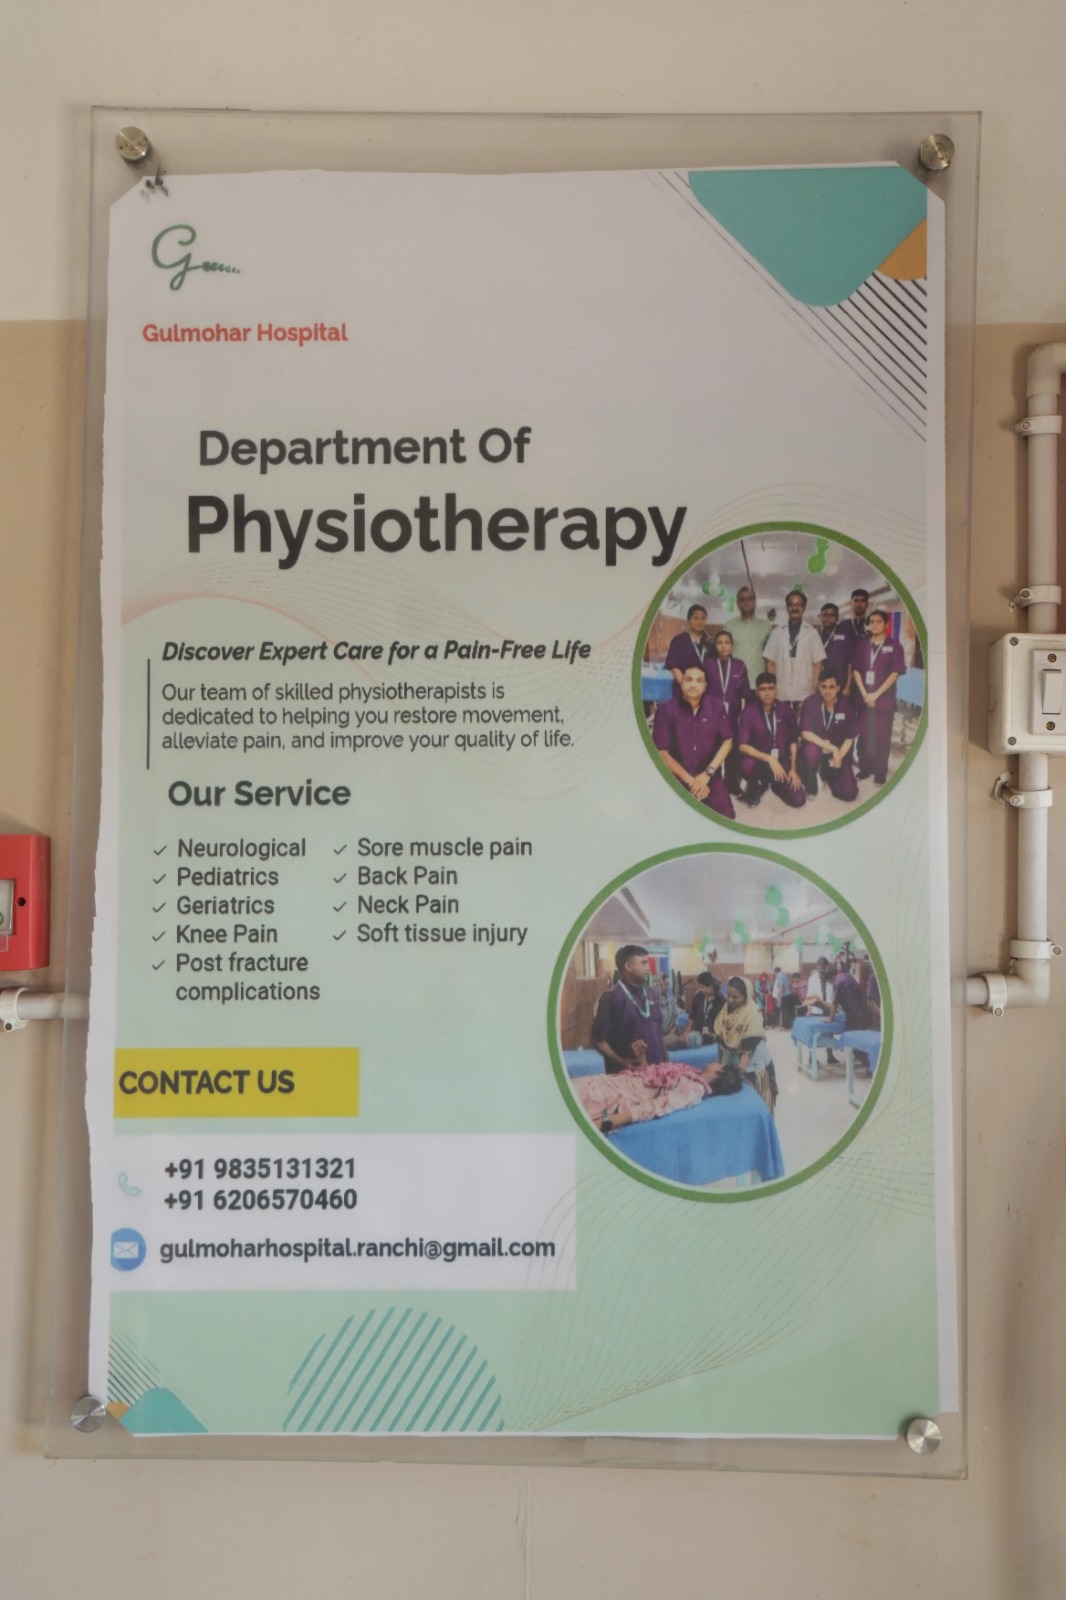 Gulmohar Hospital
Department Of
Physiotherapy
Discover Expert Care for a Pain-Free Life
Our team of skilled physiotherapists is
dedicated to helping you restore movement,
alleviate pain, and improve your quality of life.
Our Service
✓ Neurological
✓ Pediatrics
✓ Geriatrics
✓ Knee Pain
✓ Post fracture
complications
✓ Sore muscle pain
✓ Back Pain
✓ Neck Pain
✓ Soft tissue injury
CONTACT US
+91 9835131321
+91 6206570460
gulmoharhospital.ranchi@gmail.com